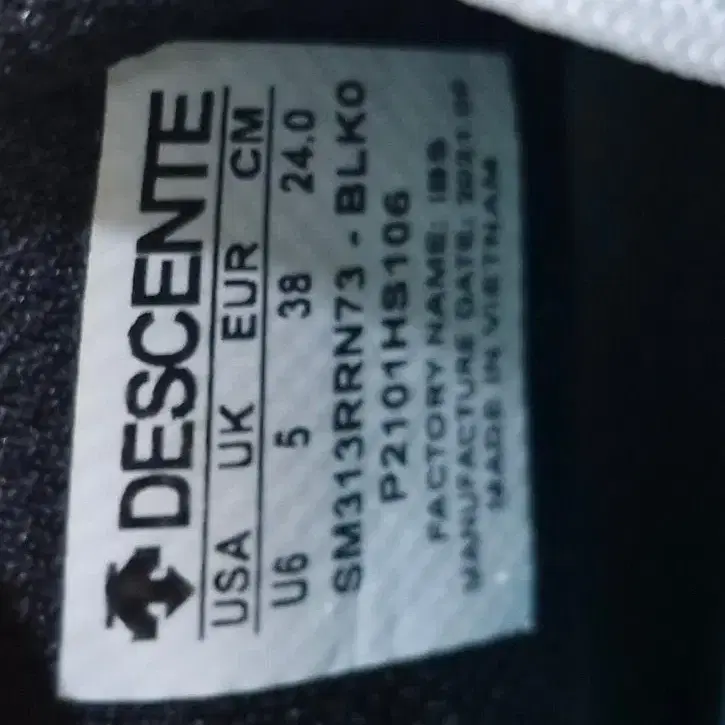 DESCENTE
USA UK EUR CM
U6 5 38 24.0
SM313RRN73 - BLK0
P2101HS106
FACTORY NAME: IBS
MANUFACTURE DATE: 2021.
MADE IN VIETNAM